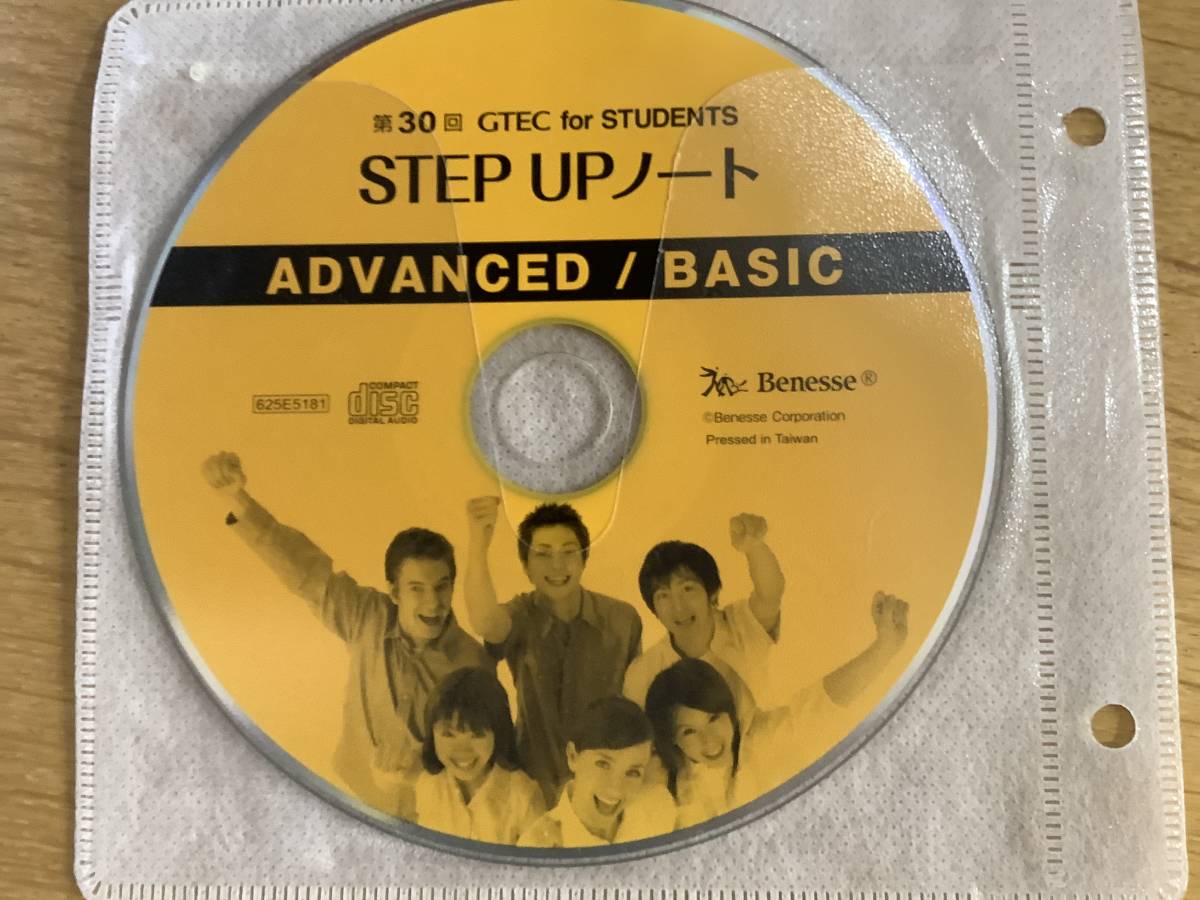 第30回 GTEC for STUDENTS
STEP UPノート
ADVANCED / BASIC
625E5181
COMPACT
disc
DIGITAL AUDIO
Benesse®
©Benesse Corporation
Pressed in Taiwan